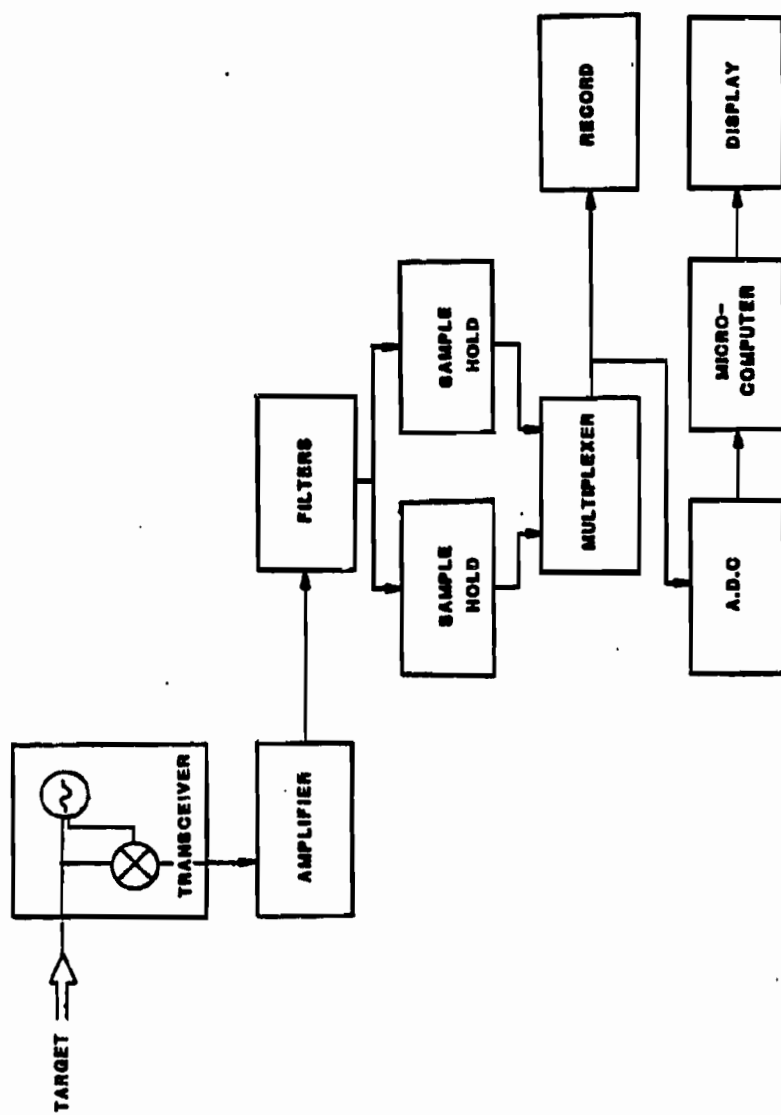 TARGET
TRANSCEIVER
AMPLIFIER
FILTERS
SAMPLE
HOLD
SAMPLE
HOLD
MULTIPLEXER
RECORD
A.D.C
MICRO-
COMPUTER
DISPLAY